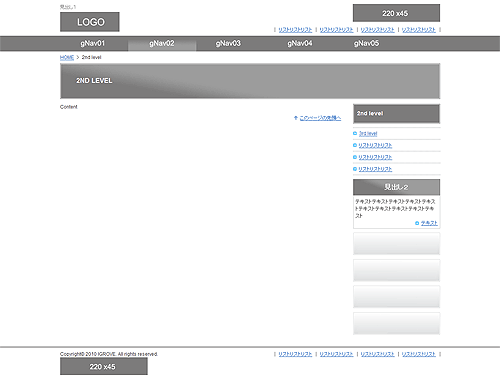 見出し1
LOGO
220 x45
| リストリストリスト | リストリストリスト | リストリストリスト | リストリストリスト |
gNav01 gNav02 gNav03 gNav04 gNav05
HOME > 2nd level
2ND LEVEL
Content
このページの先頭へ
2nd level
3rd level
リストリストリスト
リストリストリスト
リストリストリスト
見出し2
テキストテキストテキストテキストテキス
トテキストテキストテキストテキストテキ
スト
テキスト
Copyright© 2010 IGROVE. All rights reserved.
| リストリストリスト | リストリストリスト | リストリストリスト | リストリストリスト |
220 x45